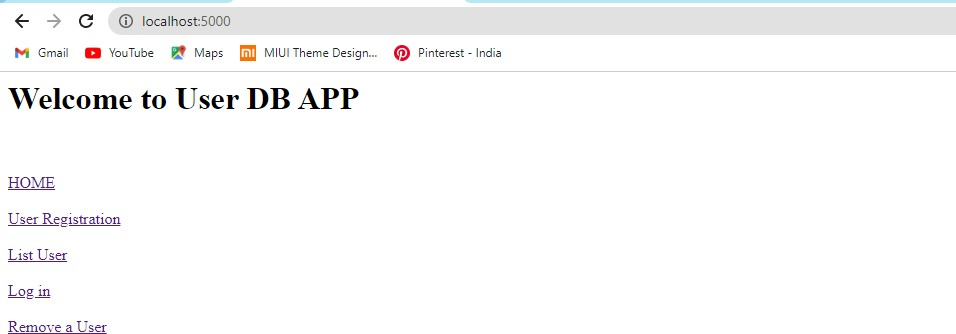 localhost:5000
Gmail YouTube Maps mi MIUI Theme Design... Pinterest - India
Welcome to User DB APP
HOME
User Registration
List User
Log in
Remove a User